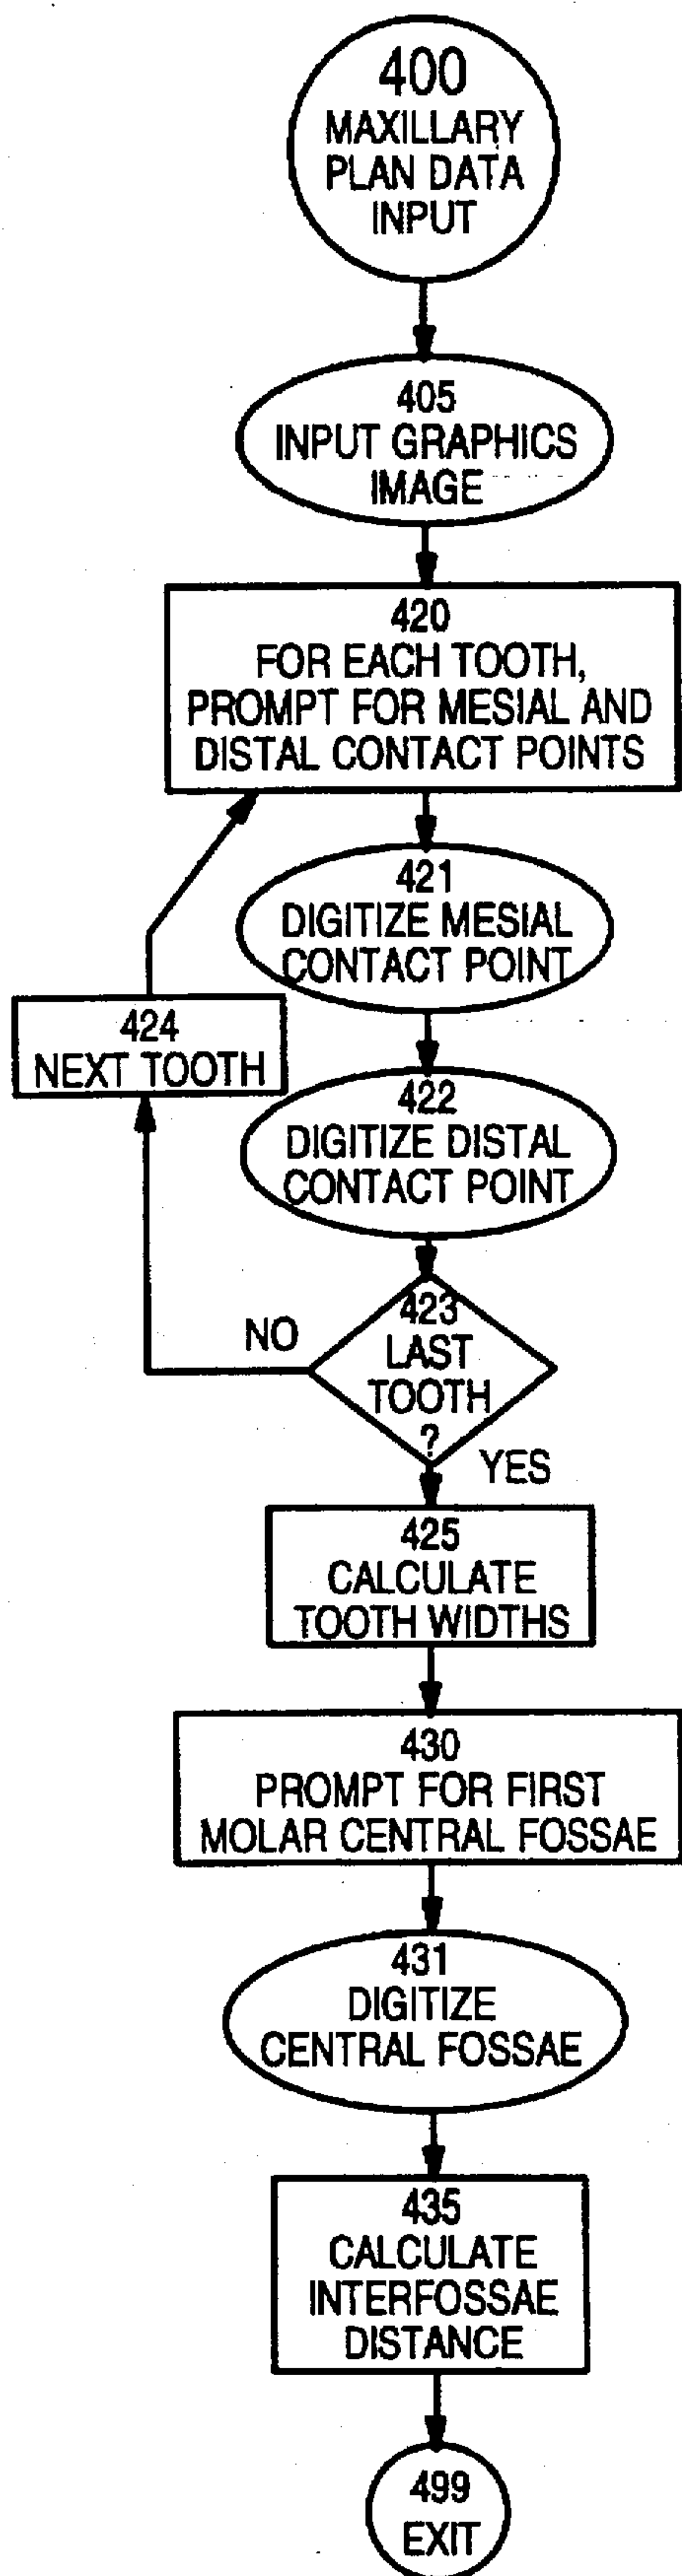 400
MAXILLARY
PLAN DATA
INPUT
405
INPUT GRAPHICS
IMAGE
420
FOR EACH TOOTH,
PROMPT FOR MESIAL AND
DISTAL CONTACT POINTS
421
DIGITIZE MESIAL
CONTACT POINT
424
NEXT TOOTH
422
DIGITIZE DISTAL
CONTACT POINT
423
LAST
TOOTH
?
NO
YES
425
CALCULATE
TOOTH WIDTHS
430
PROMPT FOR FIRST
MOLAR CENTRAL FOSSAE
431
DIGITIZE
CENTRAL FOSSAE
435
CALCULATE
INTERFOSSAE
DISTANCE
499
EXIT